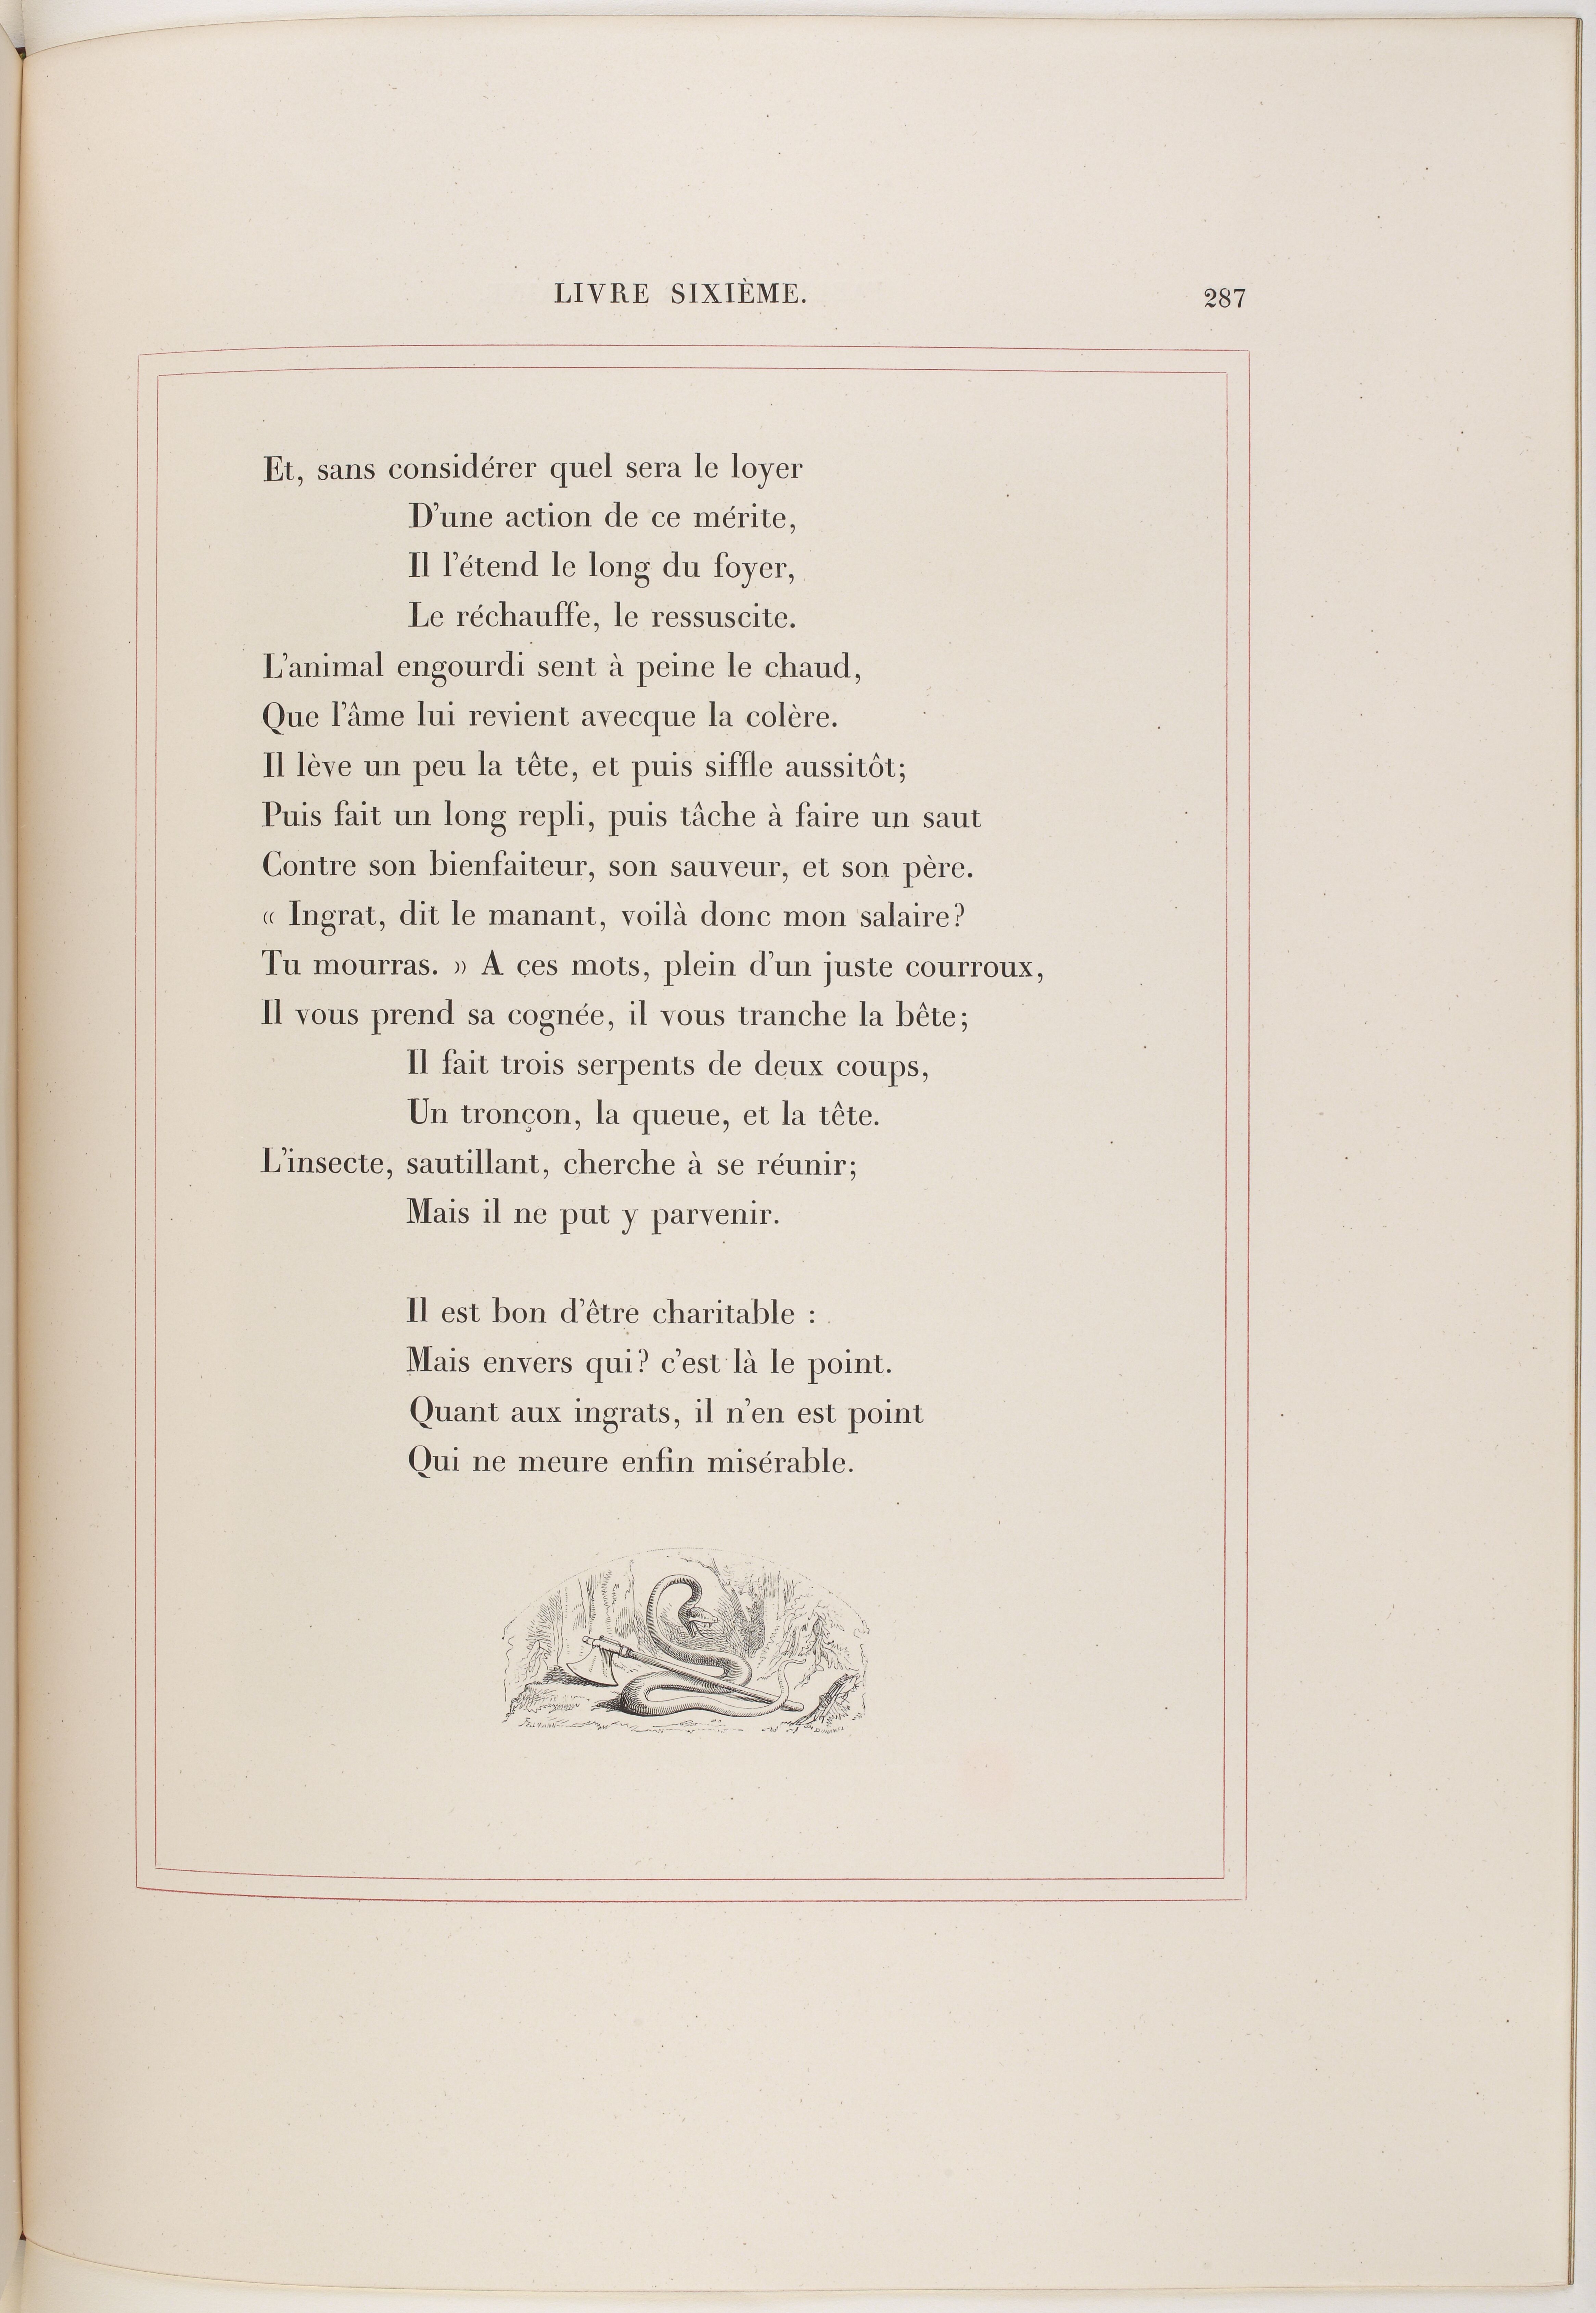 LIVRE SIXIÈME.
287
Et, sans considérer quel sera le loyer
D'une action de ce mérite,
Il l'étend le long du foyer,
Le réchauffe, le ressuscite.
L'animal engourdi sent à peine le chaud,
Que l'âme lui revient avecque la colère.
Il lève un peu la tête, et puis siffle aussitôt;
Puis fait un long repli, puis tâche à faire un saut
Contre son bienfaiteur, son sauveur, et son père.
« Ingrat, dit le manant, voilà donc mon salaire?
Tu mourras. » A ces mots, plein d'un juste courroux,
Il vous prend sa cognée, il vous tranche la bête;
Il fait trois serpents de deux coups,
Un tronçon, la queue, et la tête.
L'insecte, sautillant, cherche à se réunir;
Mais il ne put y parvenir.
Il est bon d'être charitable :
Mais envers qui? c'est là le point.
Quant aux ingrats, il n'en est point
Qui ne meure enfin misérable.